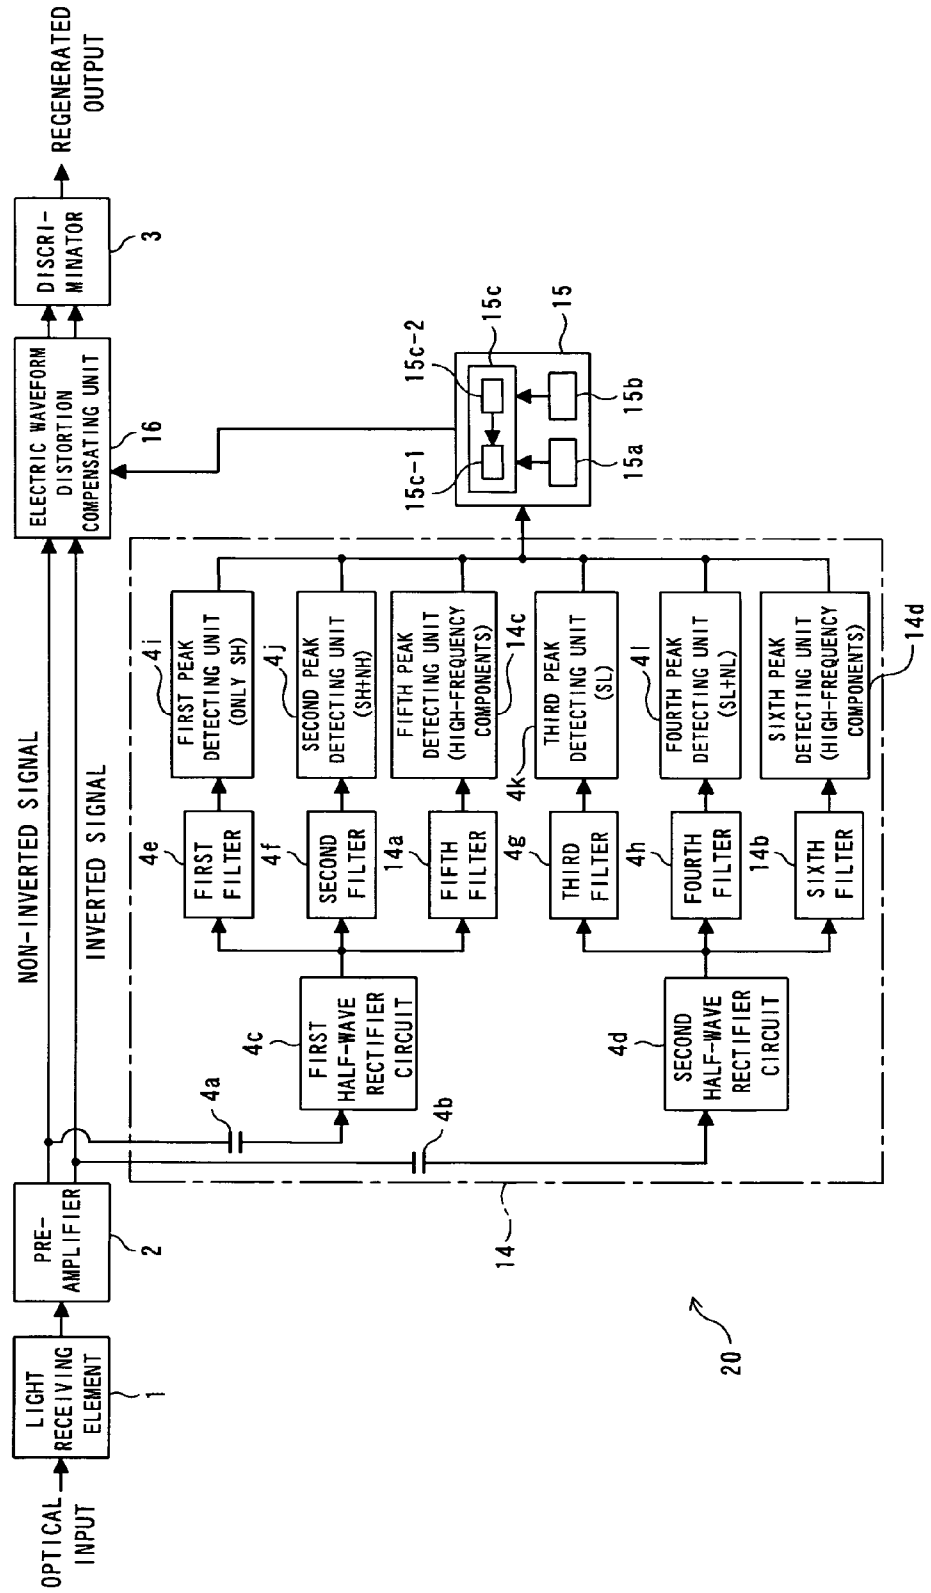 OPTICAL
INPUT
LIGHT
RECEIVING
ELEMENT
1
PRE-
AMPLIFIER
2
NON-INVERTED SIGNAL
INVERTED SIGNAL
ELECTRIC WAVEFORM
DISTORTION
COMPENSATING UNIT
16
DISCRI-
MINATOR
3
REGENERATED
OUTPUT
4a
4b
4c
FIRST
HALF-WAVE
RECTIFIER
CIRCUIT
4d
SECOND
HALF-WAVE
RECTIFIER
CIRCUIT
4e
FIRST
FILTER
4f
SECOND
FILTER
14a
FIFTH
FILTER
4g
THIRD
FILTER
4h
FOURTH
FILTER
14b
SIXTH
FILTER
4i
FIRST PEAK
DETECTING UNIT
(ONLY SH)
4j
SECOND PEAK
DETECTING UNIT
(SH+NH)
FIFTH PEAK
DETECTING UNIT
(HIGH-FREQUENCY
COMPONENTS)
14c
4k
THIRD PEAK
DETECTING UNIT
(SL)
4l
FOURTH PEAK
DETECTING UNIT
(SL+NL)
SIXTH PEAK
DETECTING UNIT
(HIGH-FREQUENCY
COMPONENTS)
14d
15c-1
15c-2
15c
15
15a
15b
14
20